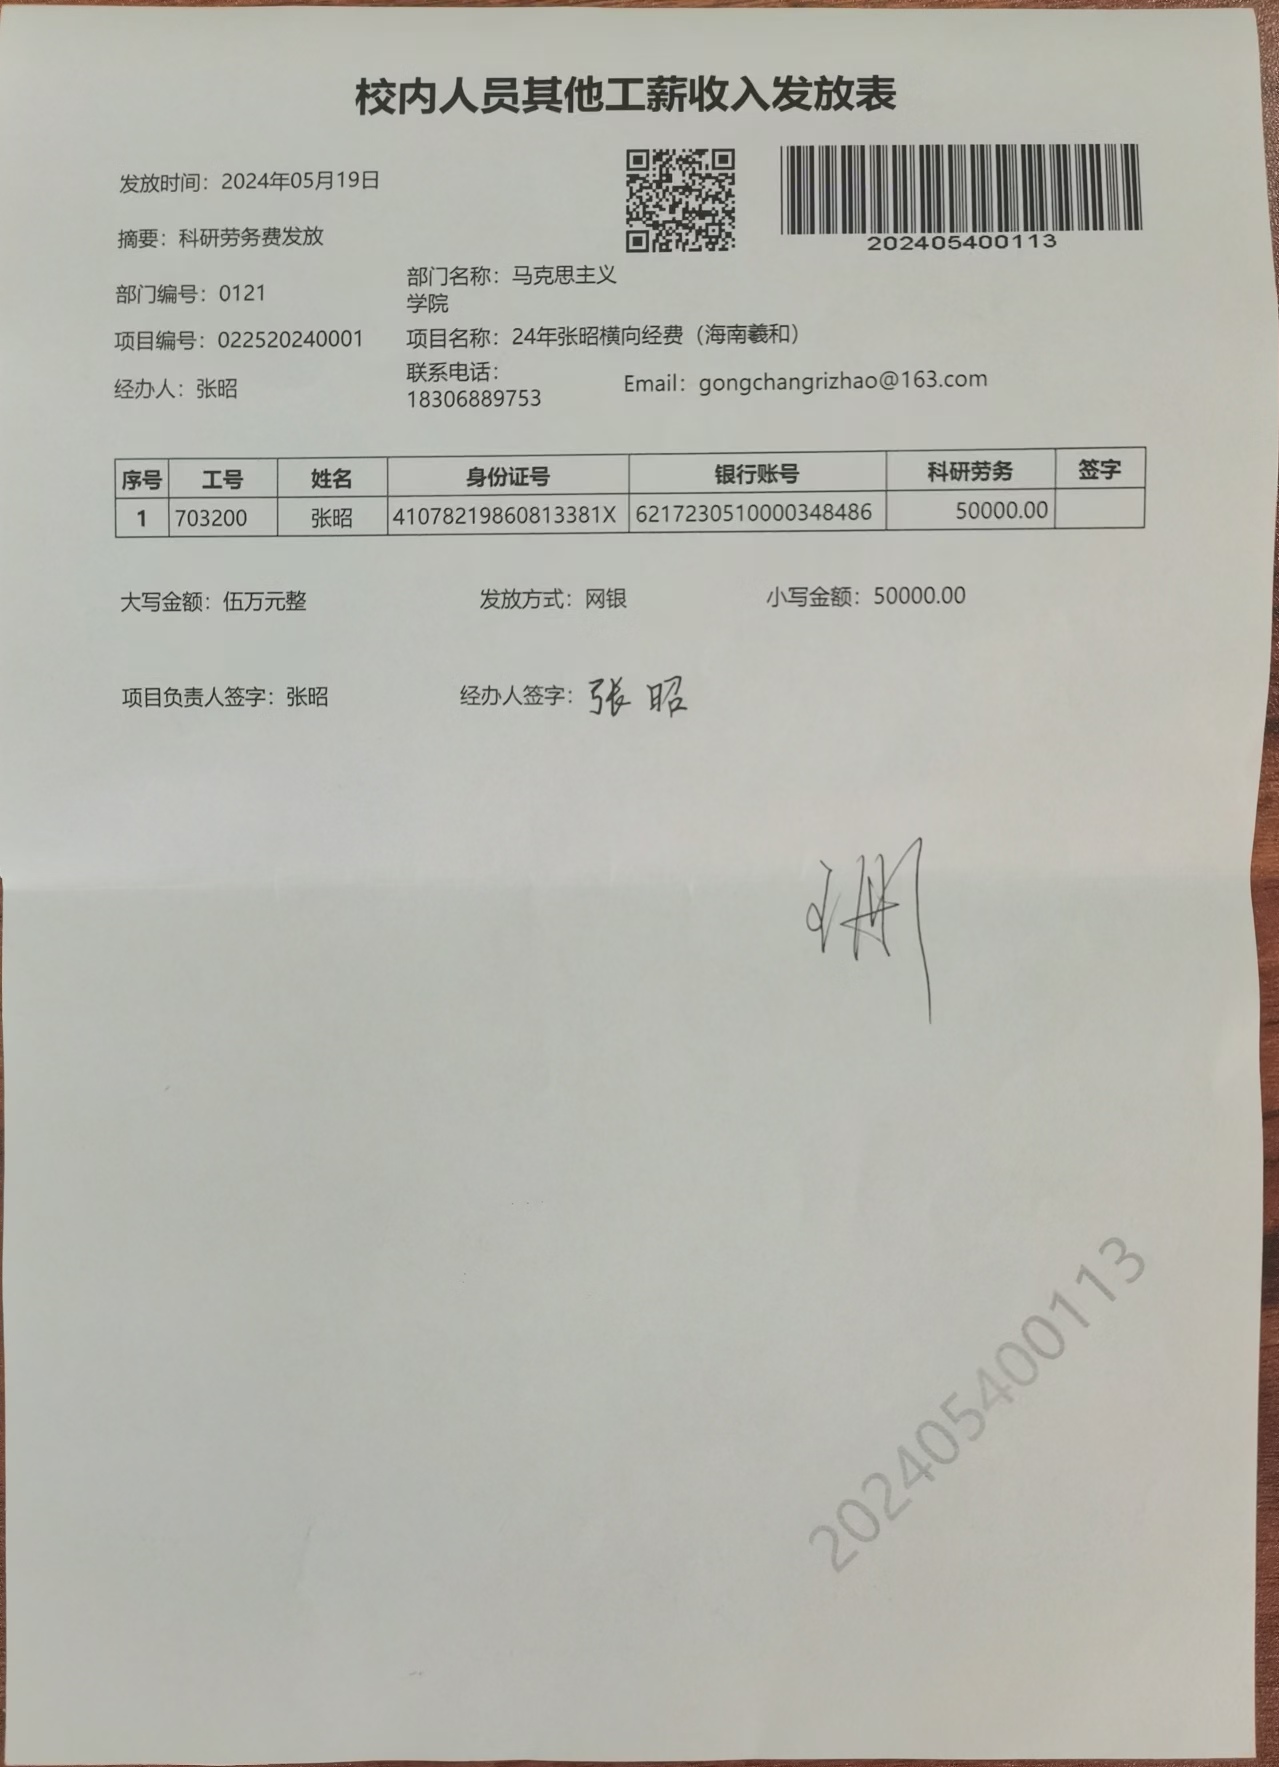 校内人员其他工薪收入发放表
发放时间：2024年05月19日
202405400113
摘要：科研劳务费发放
部门编号：0121
部门名称：马克思主义
学院
项目编号：022520240001
项目名称：24年张昭横向经费（海南羲和）
经办人：张昭
联系电话：
18306889753
Email：gongchangrizhao@163.com
序号 工号 姓名 身份证号 银行账号 科研劳务 签字
1 703200 张昭 41078219860813381X 6217230510000348486 50000.00
大写金额：伍万元整 发放方式：网银 小写金额：50000.00
项目负责人签字：张昭 经办人签字：张昭
202405400113